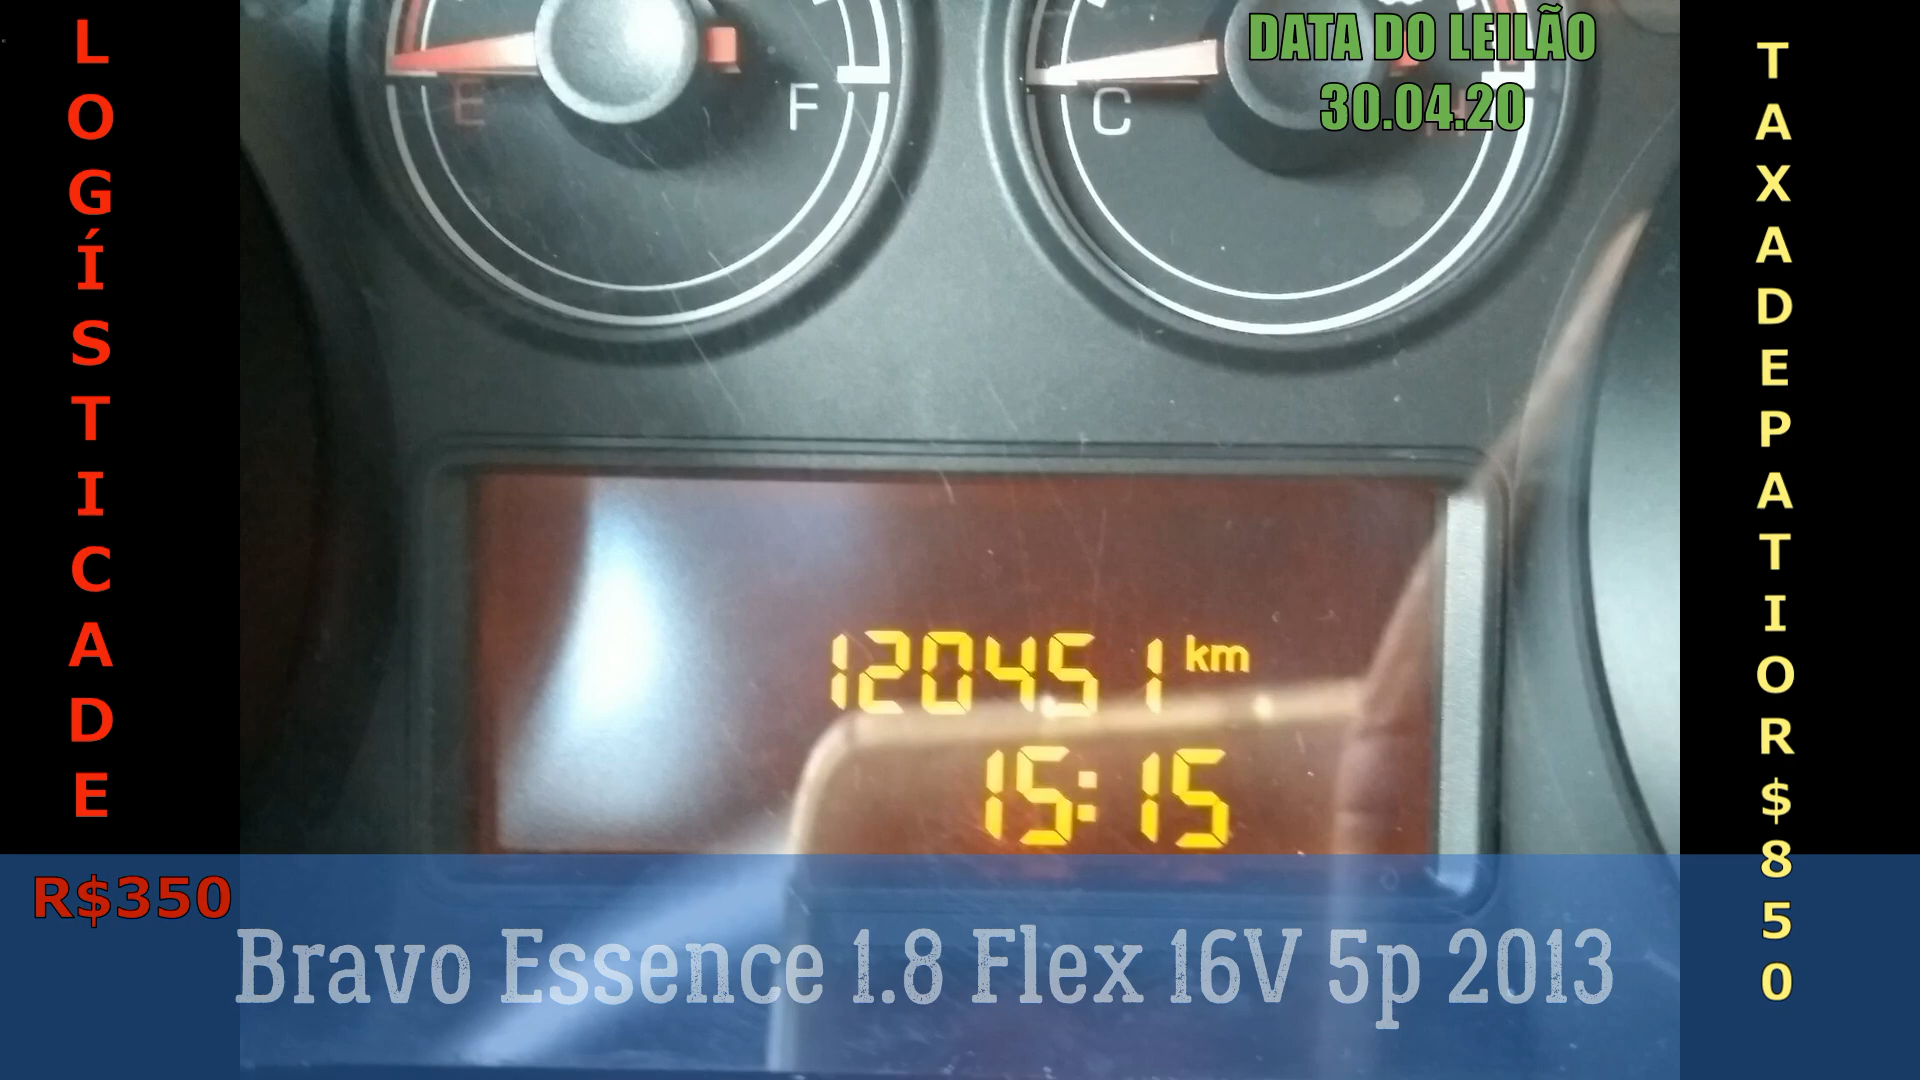 LOGÍSTICA DE
R$350
DATA DO LEILÃO
30.04.20
E
F
C
H
120451 km
15:15
Bravo Essence 1.8 Flex 16V 5p 2013
TAXA DE PATIO R$850